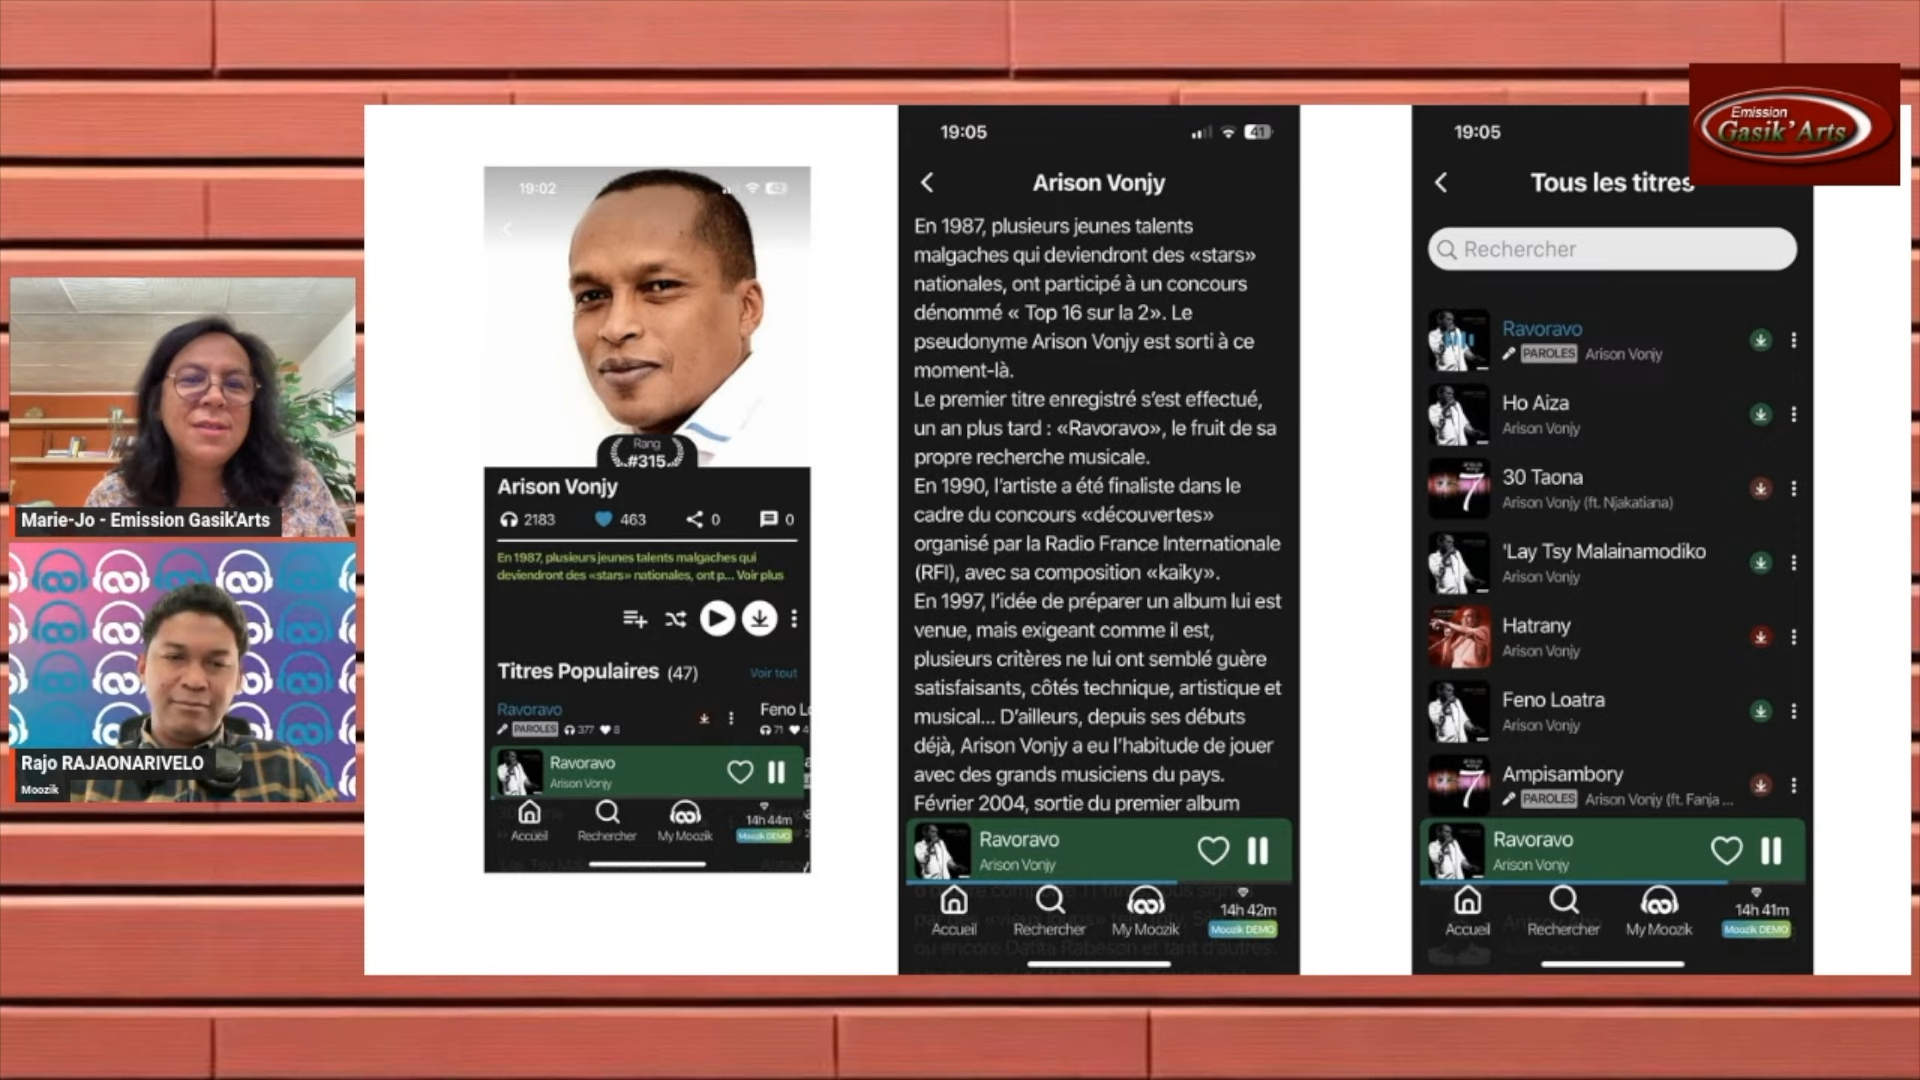 Emission
Gasik'Arts
Marie-Jo - Emission Gasik'Arts
Rajo RAJAONARIVELO
Moozik
19:02
Rang
#315
Arison Vonjy
2183
463
0
0
En 1987, plusieurs jeunes talents malgaches qui
deviendront des «stars» nationales, ont p... Voir plus
Titres Populaires (47)
Voir tout
Ravoravo
PAROLES
377
8
Feno Lo
71
4
Ravoravo
Arison Vonjy
Accueil
Rechercher
My Moozik
14h 44m
Moozik DEMO
19:05
41
Arison Vonjy
En 1987, plusieurs jeunes talents
malgaches qui deviendront des «stars»
nationales, ont participé à un concours
dénommé « Top 16 sur la 2». Le
pseudonyme Arison Vonjy est sorti à ce
moment-là.
Le premier titre enregistré s'est effectué,
un an plus tard : «Ravoravo», le fruit de sa
propre recherche musicale.
En 1990, l'artiste a été finaliste dans le
cadre du concours «découvertes»
organisé par la Radio France Internationale
(RFI), avec sa composition «kaiky».
En 1997, l'idée de préparer un album lui est
venue, mais exigeant comme il est,
plusieurs critères ne lui ont semblé guère
satisfaisants, côtés technique, artistique et
musical... D'ailleurs, depuis ses débuts
déjà, Arison Vonjy a eu l'habitude de jouer
avec des grands musiciens du pays.
Février 2004, sortie du premier album
Ravoravo
Arison Vonjy
Accueil
Rechercher
My Moozik
14h 42m
Moozik DEMO
19:05
Tous les titres
Rechercher
Ravoravo
PAROLES Arison Vonjy
Ho Aiza
Arison Vonjy
30 Taona
Arison Vonjy (ft. Njakatiana)
'Lay Tsy Malainamodiko
Arison Vonjy
Hatrany
Arison Vonjy
Feno Loatra
Arison Vonjy
Ampisambory
PAROLES Arison Vonjy (ft. Fanja ...
Ravoravo
Arison Vonjy
Accueil
Rechercher
My Moozik
14h 41m
Moozik DEMO